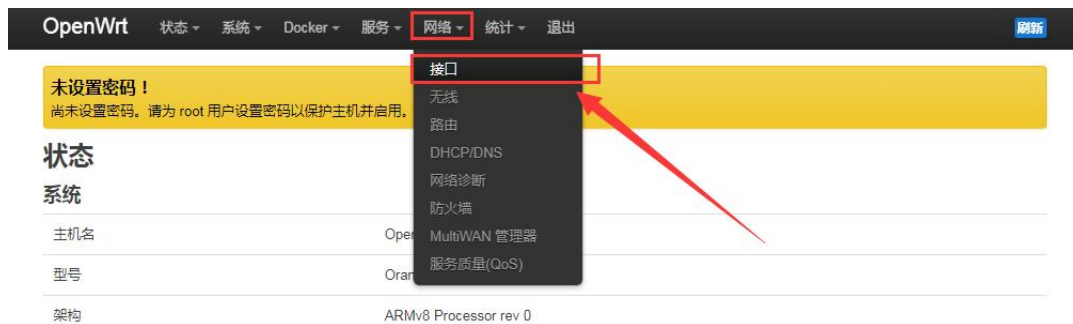 OpenWrt 状态 系统 Docker 服务 网络 统计 退出 刷新
接口
无线
路由
DHCP/DNS
网络诊断
防火墙
MultiWAN 管理器
服务质量(QoS)
未设置密码！
尚未设置密码。请为 root 用户设置密码以保护主机并启用。
状态
系统
主机名 Oper
型号 Oran
架构 ARMv8 Processor rev 0